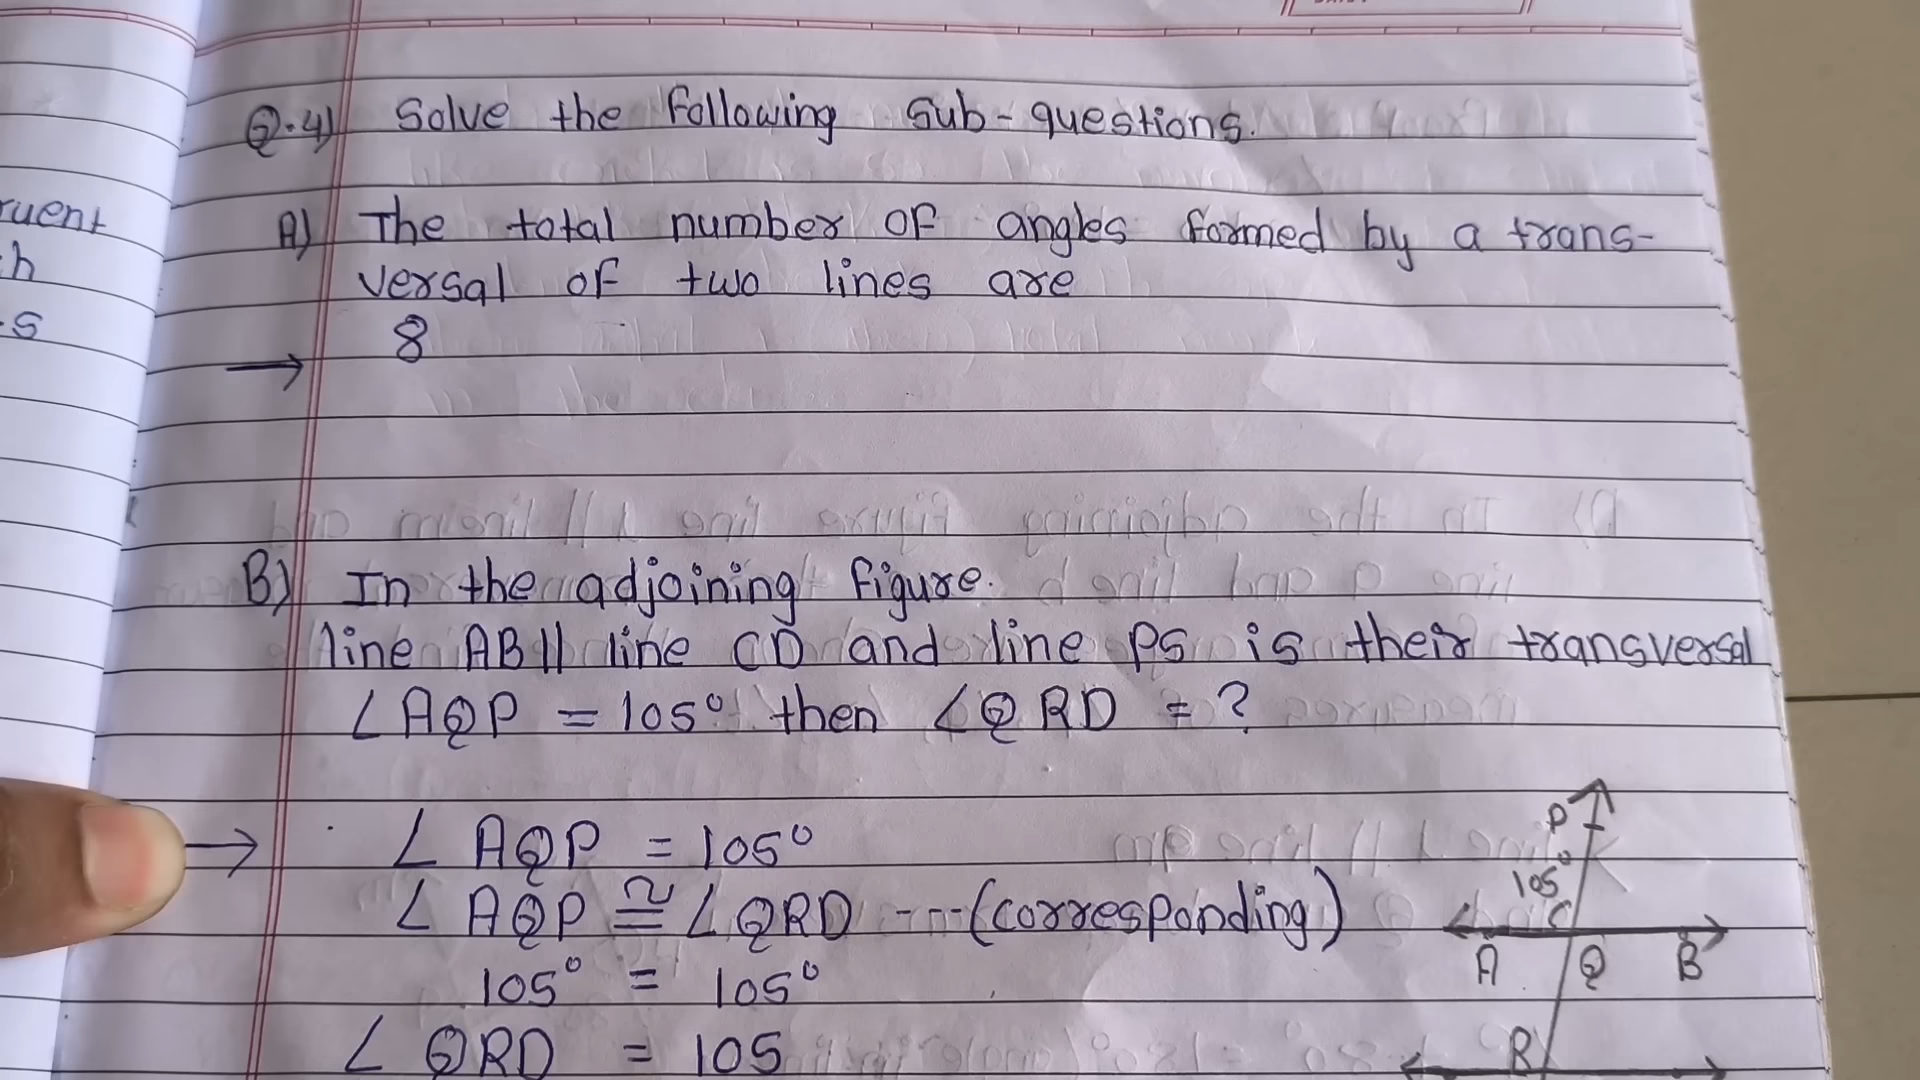 Q.4) Solve the following sub-questions.
A) The total number of angles formed by a trans-
versal of two lines are
→ 8
B) In the adjoining figure.
line AB || line CD and line PS is their transversal
∠AQP = 105° then ∠QRD = ?
→ ∠AQP = 105°
∠AQP ≅ ∠QRD ---(corresponding)
105° = 105°
∠QRD = 105
P
105°
A Q B
R
ruent
h
s